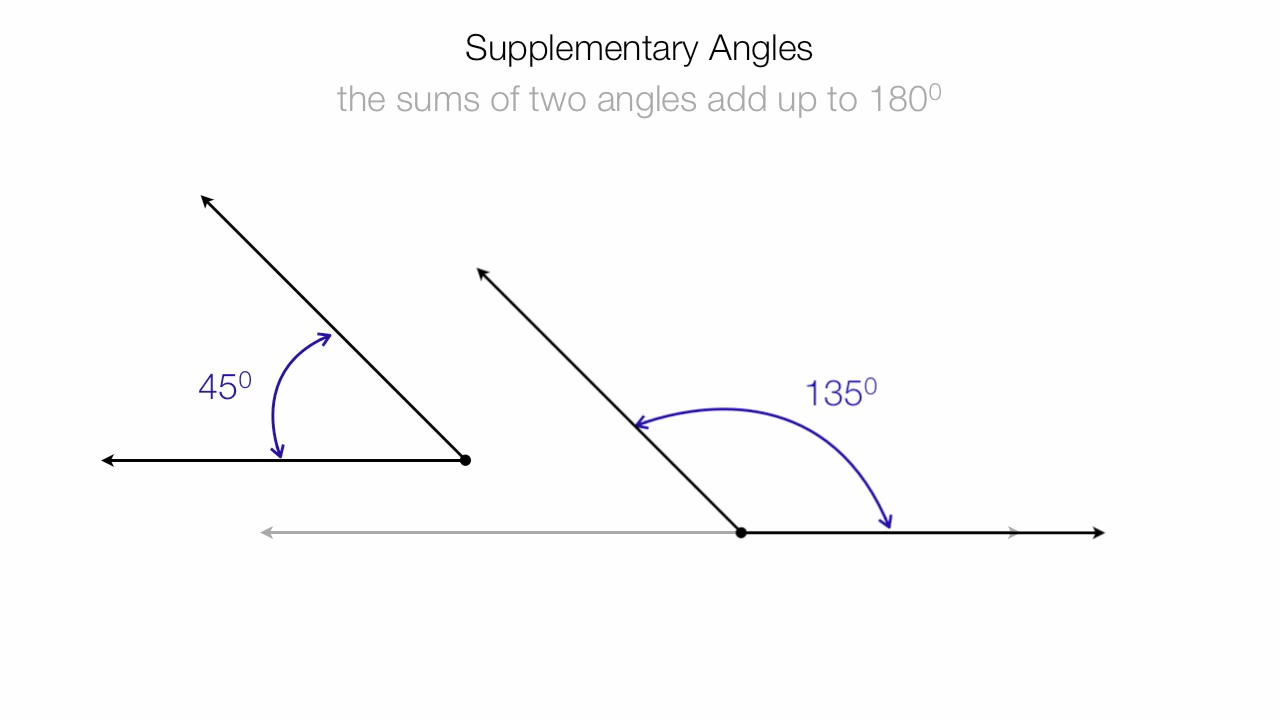 Supplementary Angles
the sums of two angles add up to 180⁰
45⁰
135⁰